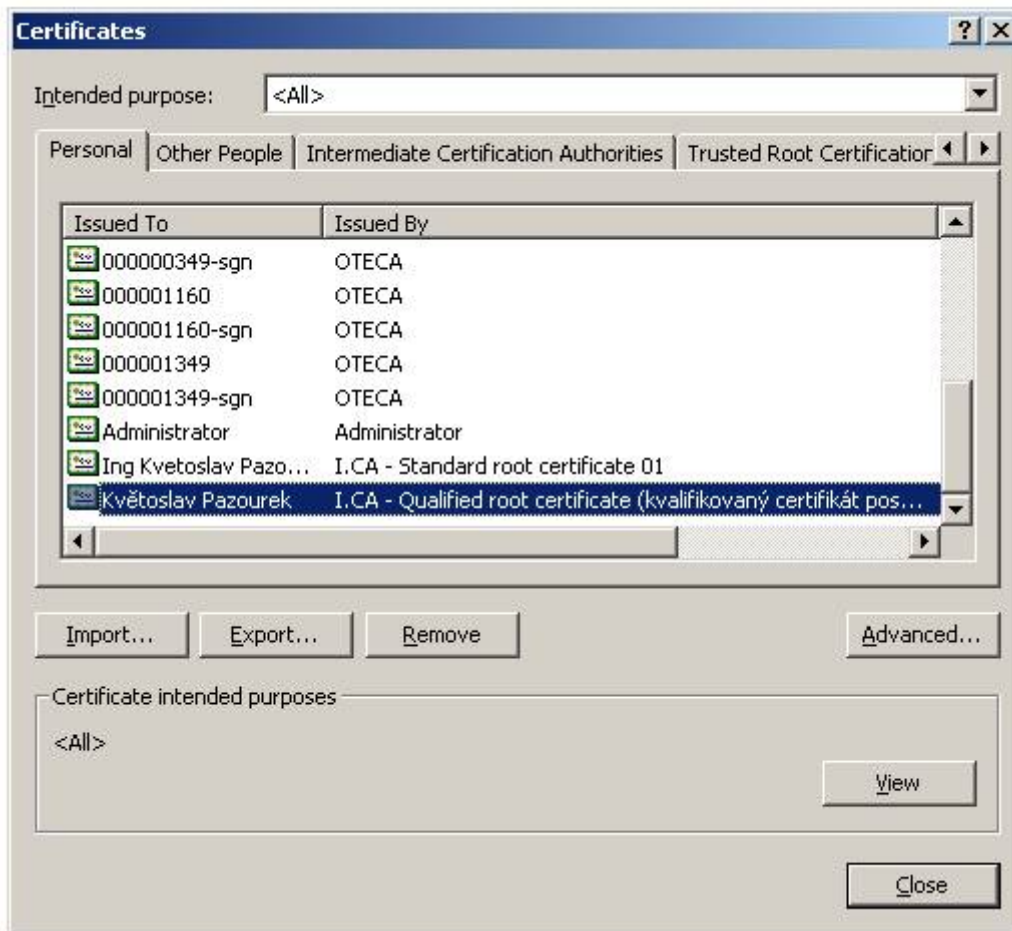 Certificates
Intended purpose: <All>
Personal Other People Intermediate Certification Authorities Trusted Root Certification
Issued To Issued By
000000349-sgn OTECA
000001160 OTECA
000001160-sgn OTECA
000001349 OTECA
000001349-sgn OTECA
Administrator Administrator
Ing Kvetoslav Pazo... I.CA - Standard root certificate 01
Květoslav Pazourek I.CA - Qualified root certificate (kvalifikovaný certifikát pos...
Import... Export... Remove Advanced...
Certificate intended purposes
<All>
View
Close